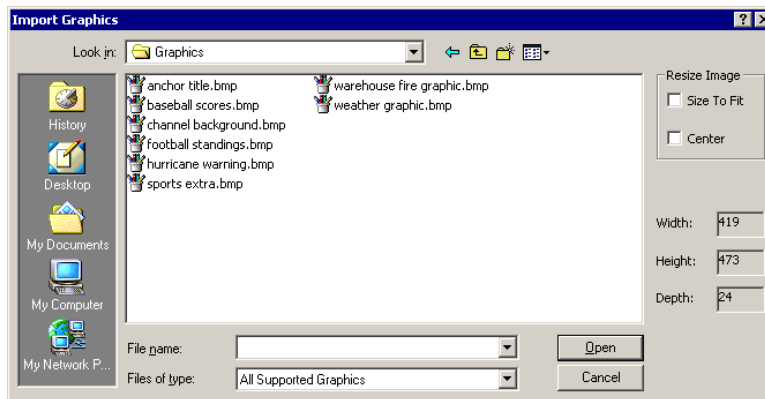 Import Graphics
Look in: Graphics
History
Desktop
My Documents
My Computer
My Network P...
anchor title.bmp
baseball scores.bmp
channel background.bmp
football standings.bmp
hurricane warning.bmp
sports extra.bmp
warehouse fire graphic.bmp
weather graphic.bmp
Resize Image
Size To Fit
Center
Width: 419
Height: 473
Depth: 24
File name:
Open
Files of type: All Supported Graphics
Cancel